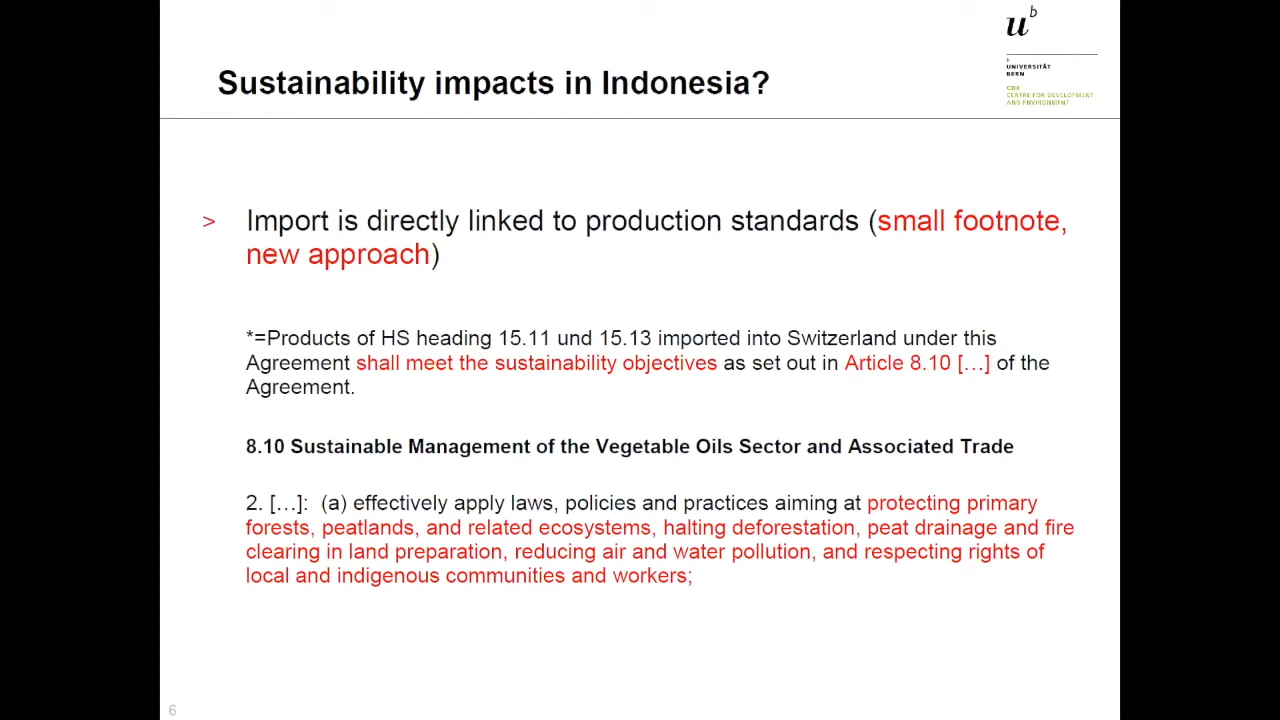 u b
b
UNIVERSITÄT
BERN
CDE
CENTRE FOR DEVELOPMENT
AND ENVIRONMENT
Sustainability impacts in Indonesia?
> Import is directly linked to production standards (small footnote,
new approach)
*=Products of HS heading 15.11 und 15.13 imported into Switzerland under this
Agreement shall meet the sustainability objectives as set out in Article 8.10 […] of the
Agreement.
8.10 Sustainable Management of the Vegetable Oils Sector and Associated Trade
2. […]: (a) effectively apply laws, policies and practices aiming at protecting primary
forests, peatlands, and related ecosystems, halting deforestation, peat drainage and fire
clearing in land preparation, reducing air and water pollution, and respecting rights of
local and indigenous communities and workers;
6